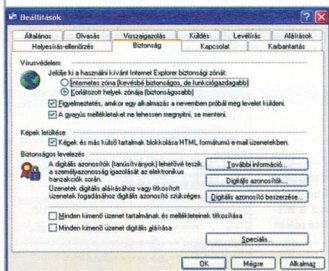 Beállítások
Általános Olvasás Visszaigazolás Küldés Levélírás Aláírások
Helyesírás-ellenőrzés Biztonság Kapcsolat Karbantartás
Vírusvédelem
Jelölje ki a használni kívánt Internet Explorer
biztonsági zónát:
Internetes zóna (kevésbé biztonságos, de funkciógazdagabb)
Korlátozott helyek zónája (biztonságosabb)
Figyelmeztetés, amikor egy alkalmazás a nevemben próbál meg levelet küldeni.
A gyanús mellékleteket ne lehessen megnyitni, se menteni.
Képek letöltése
Képek és más külső tartalmak blokkolása HTML formátumú e-mail üzenetekben.
Biztonságos levelezés
A digitális azonosítók (tanúsítványok) lehetővé teszik
a személyazonosság igazolását az elektronikus
tranzakciók során.
További információ...
Digitális azonosítók...
Üzenetek digitális aláírásához vagy titkosított
üzenetek fogadásához digitális azonosító szükséges.
Digitális azonosító beszerzése...
Minden kimenő üzenet tartalmának és mellékleteinek titkosítása
Minden kimenő üzenet digitális aláírása
Speciális...
OK Mégse Alkalmaz